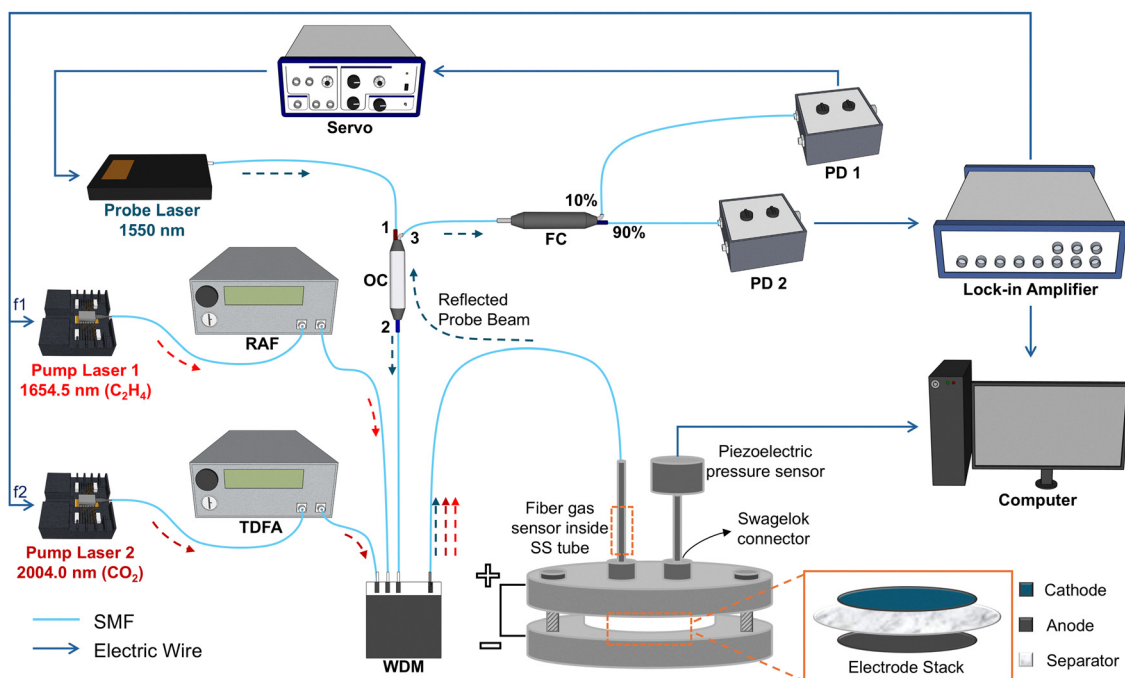 Servo
PD 1
Probe Laser
1550 nm
10%
FC
90%
1
3
OC
2
PD 2
Lock-in Amplifier
Reflected
Probe Beam
f1
RAF
Pump Laser 1
1654.5 nm (C₂H₄)
f2
TDFA
Pump Laser 2
2004.0 nm (CO₂)
Piezoelectric
pressure sensor
Fiber gas
sensor inside
SS tube
Swagelok
connector
Computer
+
−
SMF
Electric Wire
WDM
Electrode Stack
Cathode
Anode
Separator